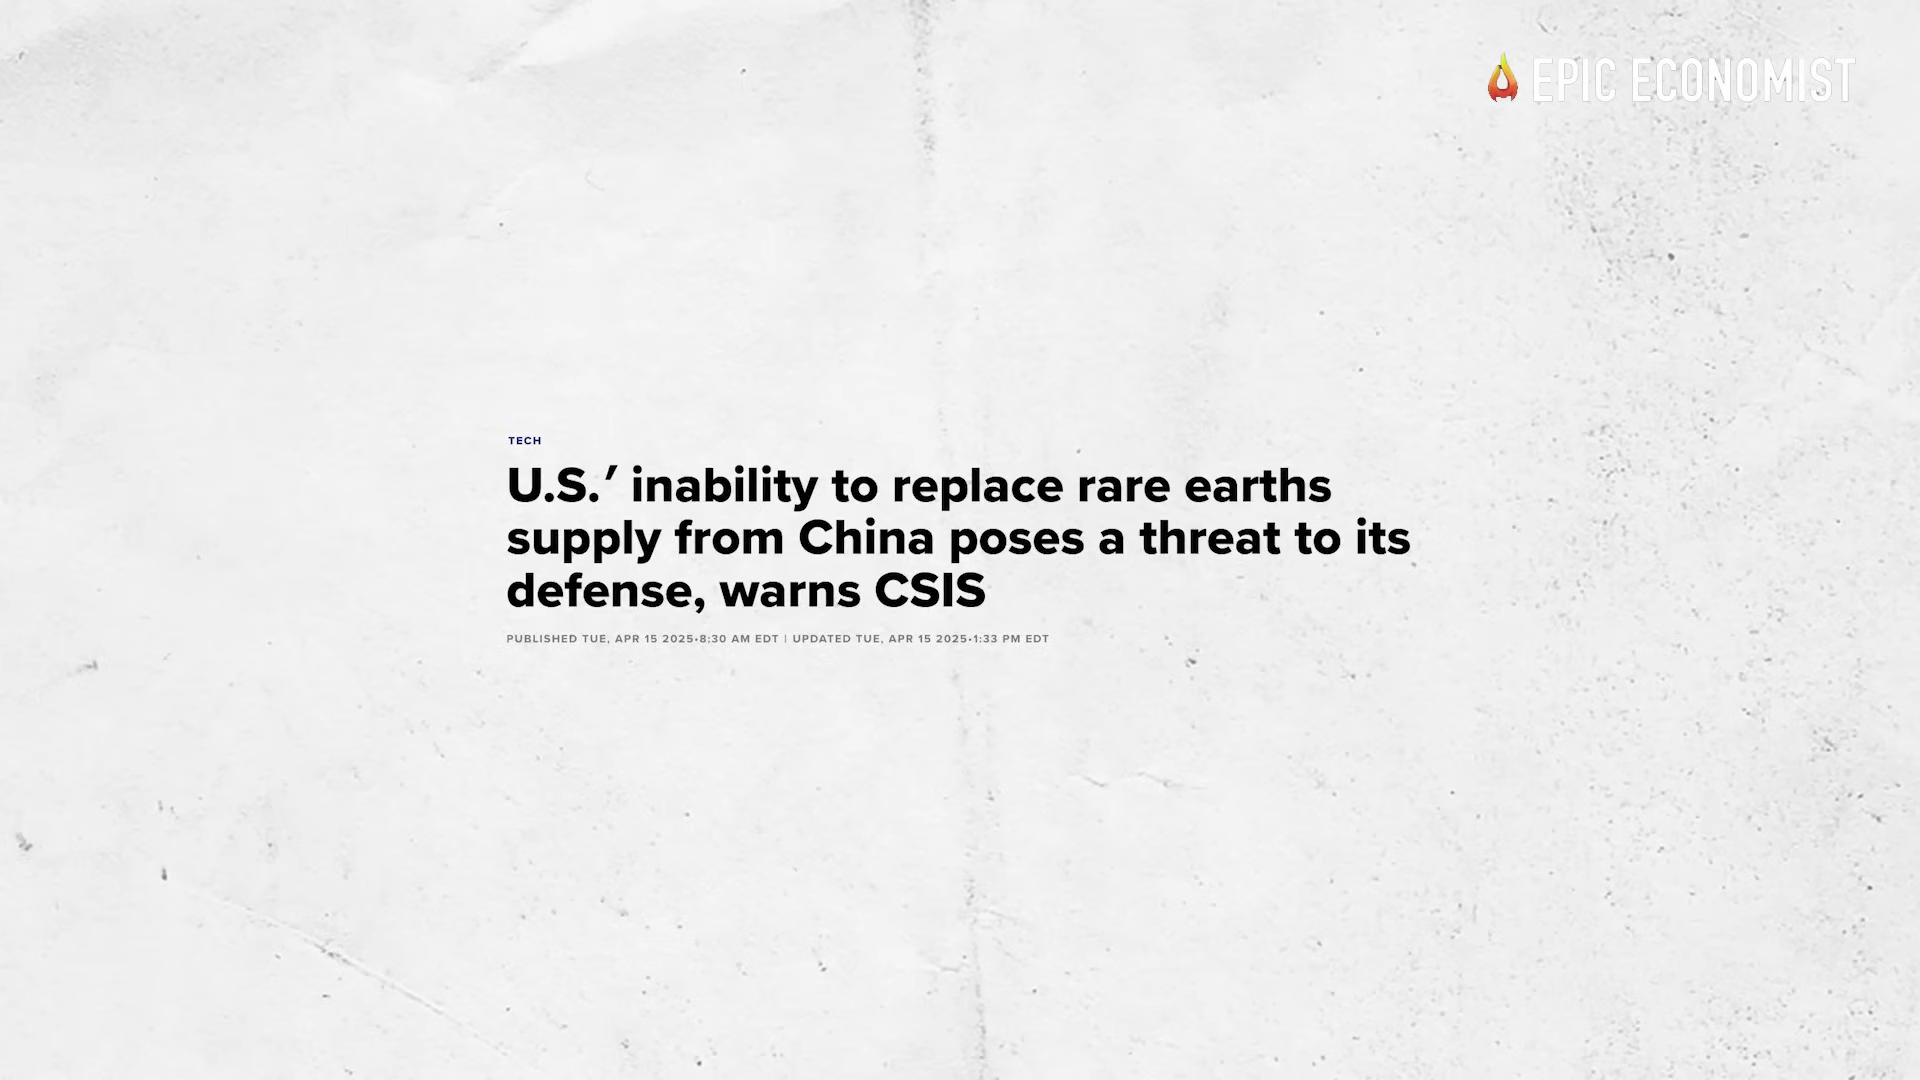 EPIC ECONOMIST
TECH
U.S.′ inability to replace rare earths
supply from China poses a threat to its
defense, warns CSIS
PUBLISHED TUE, APR 15 2025•8:30 AM EDT | UPDATED TUE, APR 15 2025•1:33 PM EDT